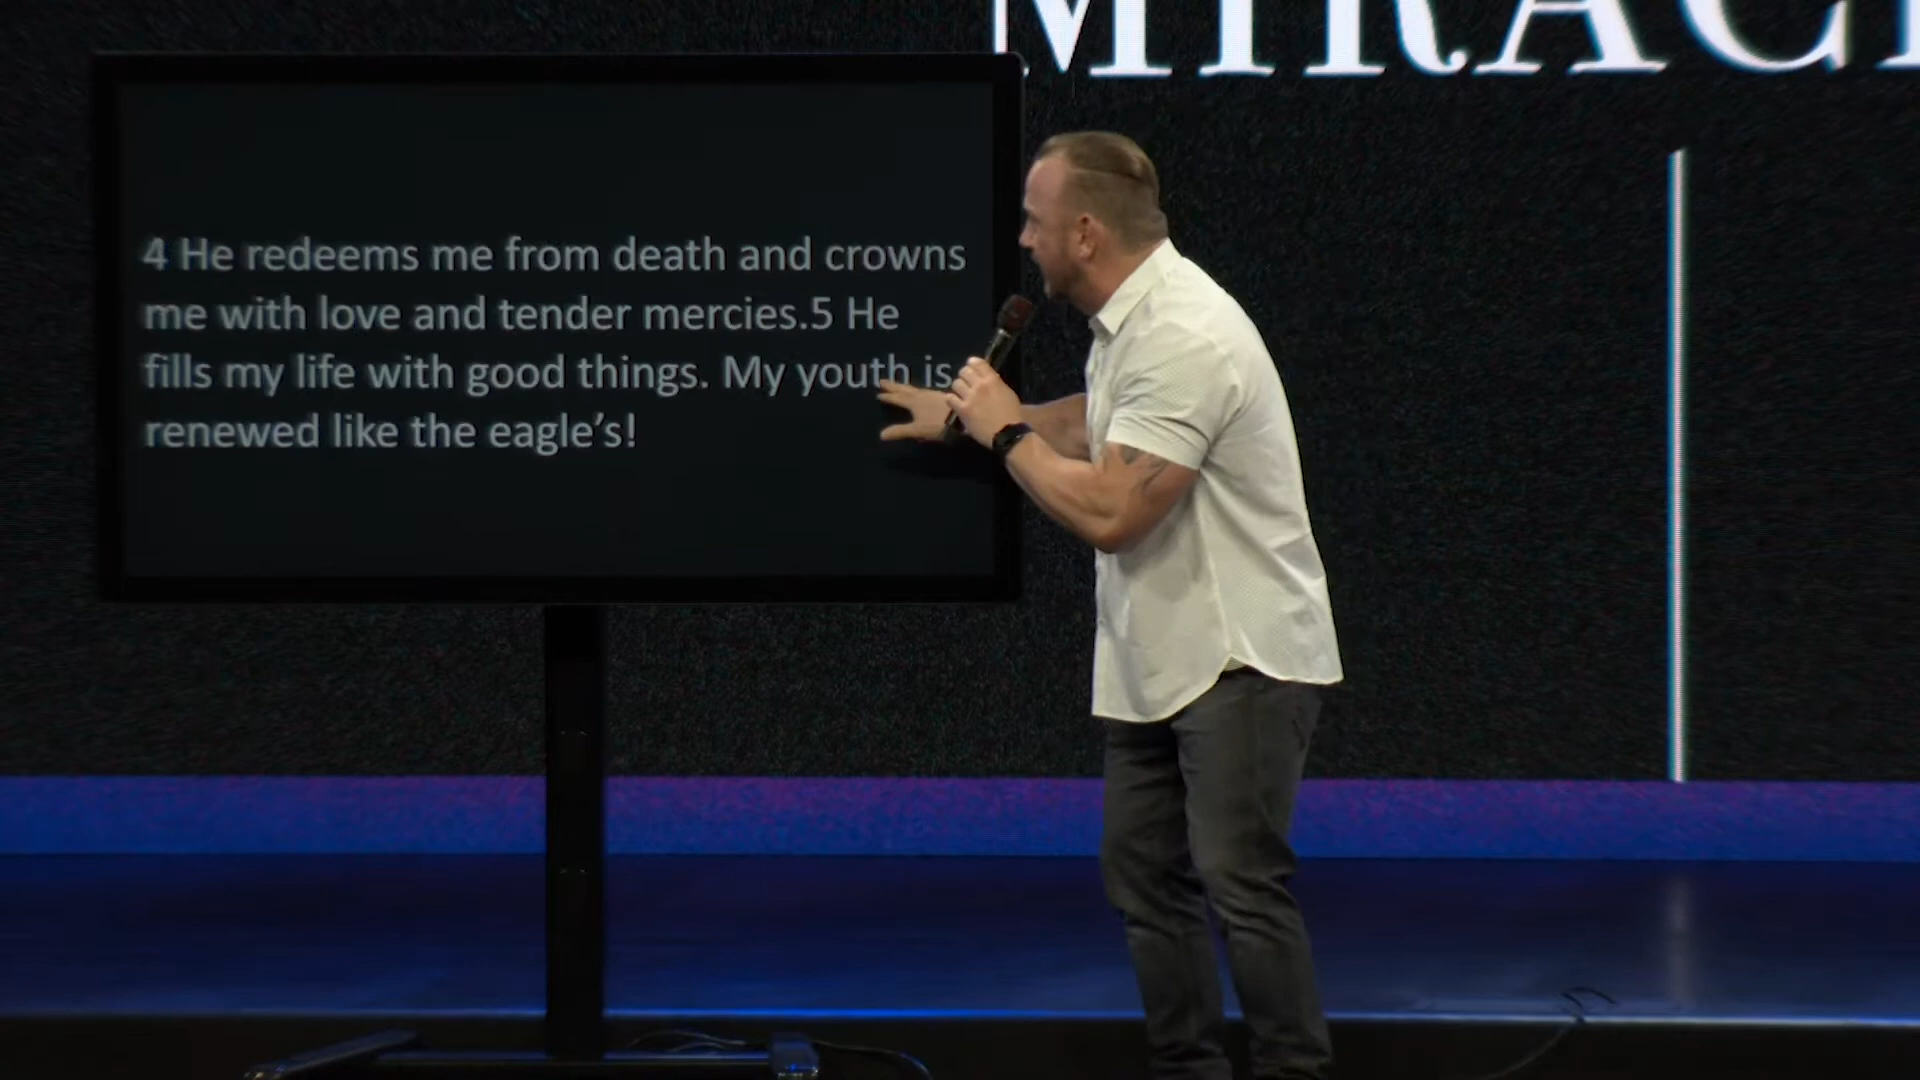 MIRAC
4 He redeems me from death and crowns
me with love and tender mercies.5 He
fills my life with good things. My youth is
renewed like the eagle’s!